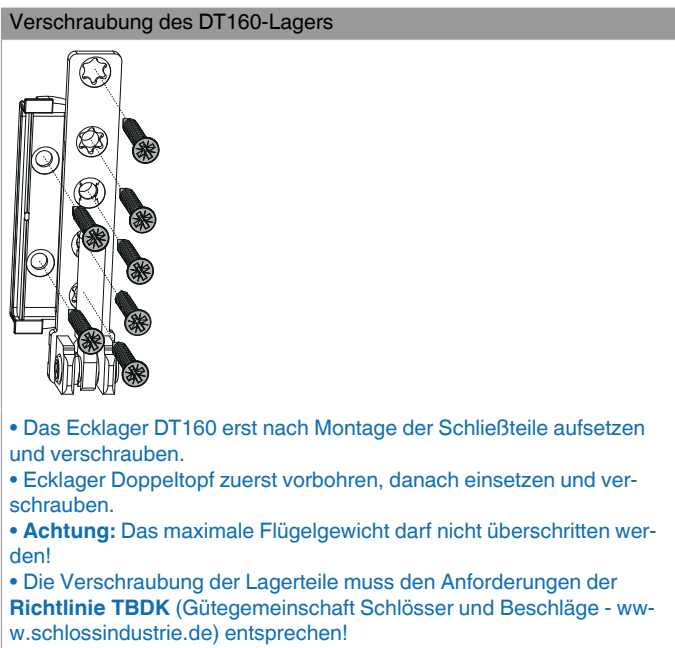 Verschraubung des DT160-Lagers
• Das Ecklager DT160 erst nach Montage der Schließteile aufsetzen
und verschrauben.
• Ecklager Doppeltopf zuerst vorbohren, danach einsetzen und ver-
schrauben.
• Achtung: Das maximale Flügelgewicht darf nicht überschritten wer-
den!
• Die Verschraubung der Lagerteile muss den Anforderungen der
Richtlinie TBDK (Gütegemeinschaft Schlösser und Beschläge - ww-
w.schlossindustrie.de) entsprechen!